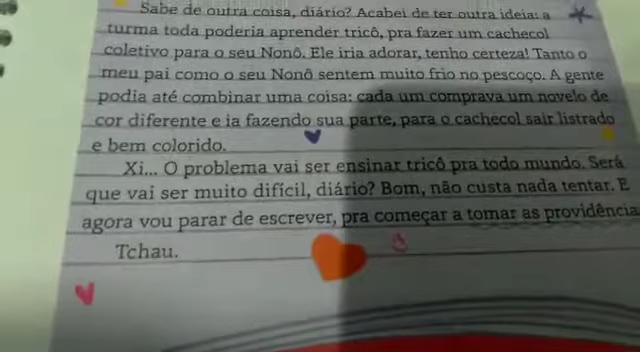 Sabe de outra coisa, diário? Acabei de ter outra ideia: a
turma toda poderia aprender tricô, pra fazer um cachecol
coletivo para o seu Nonô. Ele iria adorar, tenho certeza! Tanto o
meu pai como o seu Nonô sentem muito frio no pescoço. A gente
podia até combinar uma coisa: cada um comprava um novelo de
cor diferente e ia fazendo sua parte, para o cachecol sair listrado
e bem colorido.
Xi... O problema vai ser ensinar tricô pra todo mundo. Será
que vai ser muito difícil, diário? Bom, não custa nada tentar. E
agora vou parar de escrever, pra começar a tomar as providência
Tchau.